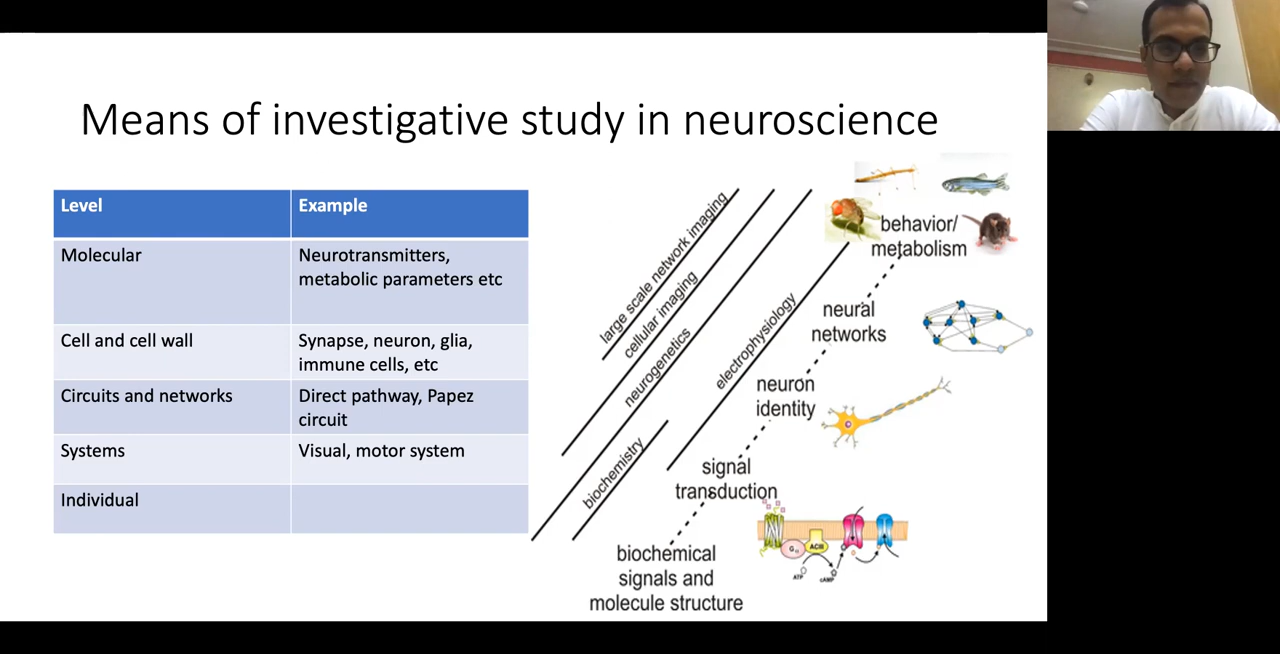 Means of investigative study in neuroscience
Level
Example
Molecular
Neurotransmitters,
metabolic parameters etc
Cell and cell wall
Synapse, neuron, glia,
immune cells, etc
Circuits and networks
Direct pathway, Papez
circuit
Systems
Visual, motor system
Individual
large scale network imaging
cellular imaging
neurogenetics
electrophysiology
biochemistry
behavior/
metabolism
neural
networks
neuron
identity
signal
transduction
biochemical
signals and
molecule structure
ACIII
ATP
cAMP